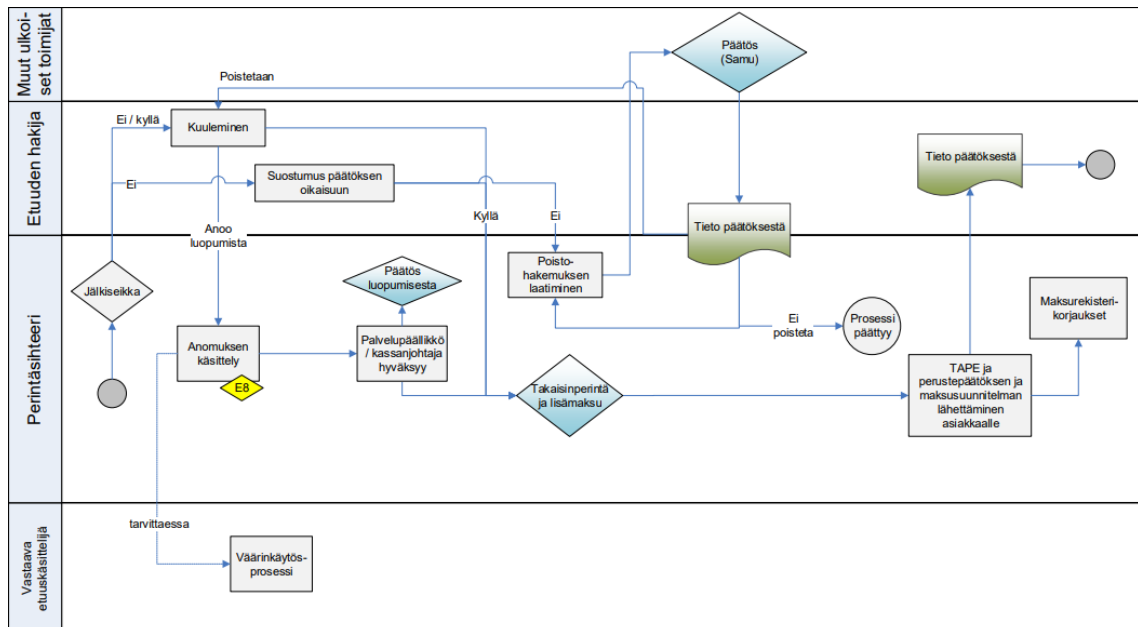 Muut ulkoi-
set toimijat
Päätös
(Samu)
Poistetaan
Etuuden hakija
Ei / kyllä
Kuuleminen
Tieto päätöksestä
Ei
Suostumus päätöksen
oikaisuun
Kyllä
Ei
Tieto päätöksestä
Anoo
luopumista
Perintäsihteeri
Jälkiseikka
Päätös
luopumisesta
Poisto-
hakemuksen
laatiminen
Ei
poisteta
Prosessi
päättyy
Maksurekisteri-
korjaukset
Anomuksen
käsittely
E8
Palvelupäällikkö
/ kassanjohtaja
hyväksyy
Takaisinperintä
ja lisämaksu
TAPE ja
perustepäätöksen ja
maksusuunnitelman
lähettäminen
asiakkaalle
Vastaava
etuuskäsittelijä
tarvittaessa
Väärinkäytös-
prosessi